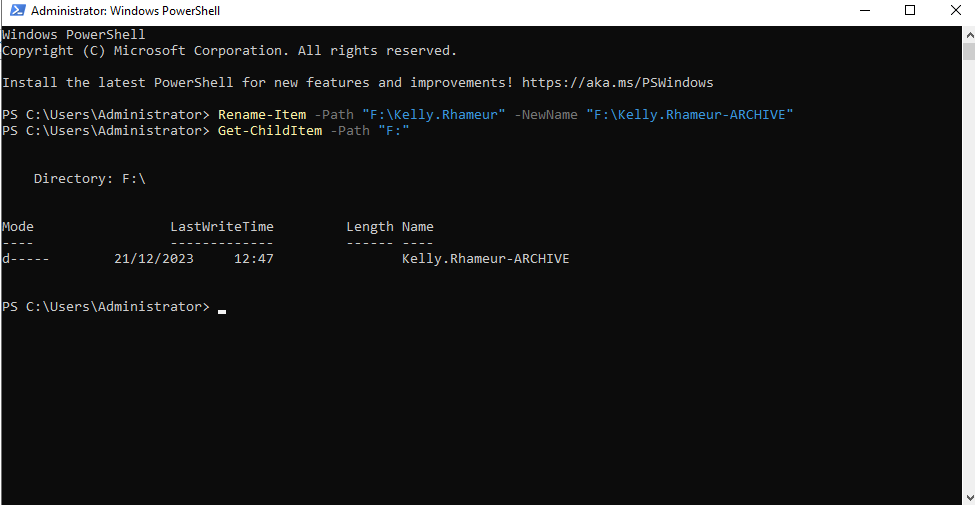 Administrator: Windows PowerShell
Windows PowerShell
Copyright (C) Microsoft Corporation. All rights reserved.
Install the latest PowerShell for new features and improvements! https://aka.ms/PSWindows
PS C:\Users\Administrator> Rename-Item -Path "F:\Kelly.Rhameur" -NewName "F:\Kelly.Rhameur-ARCHIVE"
PS C:\Users\Administrator> Get-ChildItem -Path "F:"
    Directory: F:\
Mode                 LastWriteTime         Length Name
----                 -------------         ------ ----
d-----        21/12/2023     12:47                Kelly.Rhameur-ARCHIVE
PS C:\Users\Administrator>